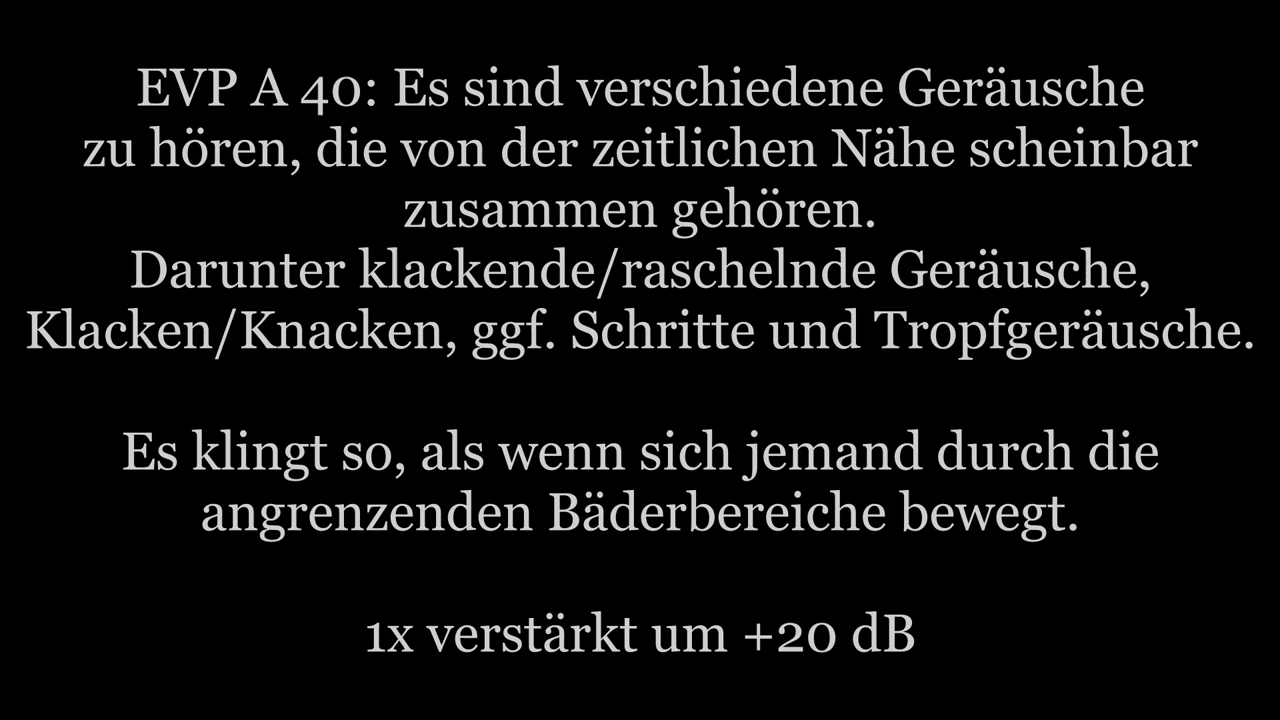 EVP A 40: Es sind verschiedene Geräusche
zu hören, die von der zeitlichen Nähe scheinbar
zusammen gehören.
Darunter klackende/raschelnde Geräusche,
Klacken/Knacken, ggf. Schritte und Tropfgeräusche.
Es klingt so, als wenn sich jemand durch die
angrenzenden Bäderbereiche bewegt.
1x verstärkt um +20 dB